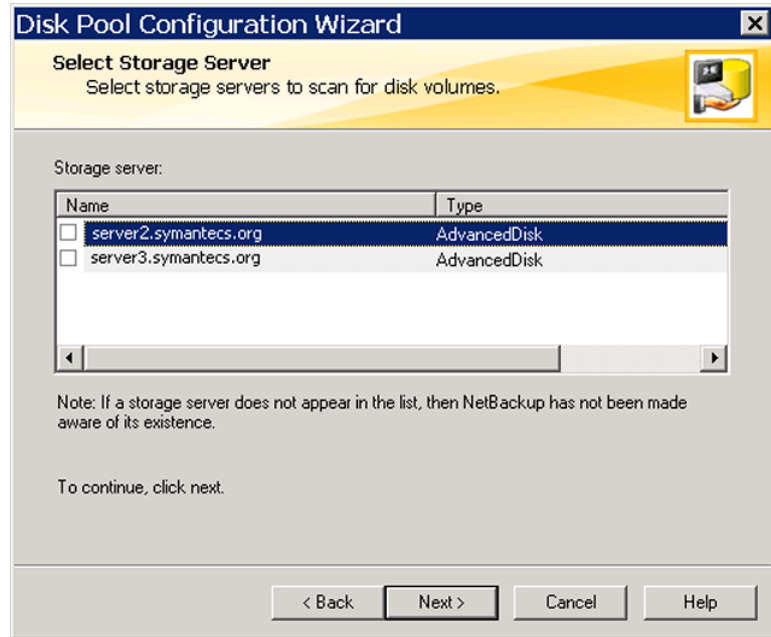 Disk Pool Configuration Wizard
Select Storage Server
Select storage servers to scan for disk volumes.
Storage server:
Name Type
server2.symantecs.org AdvancedDisk
server3.symantecs.org AdvancedDisk
Note: If a storage server does not appear in the list, then NetBackup has not been made
aware of its existence.
To continue, click next.
< Back Next > Cancel Help